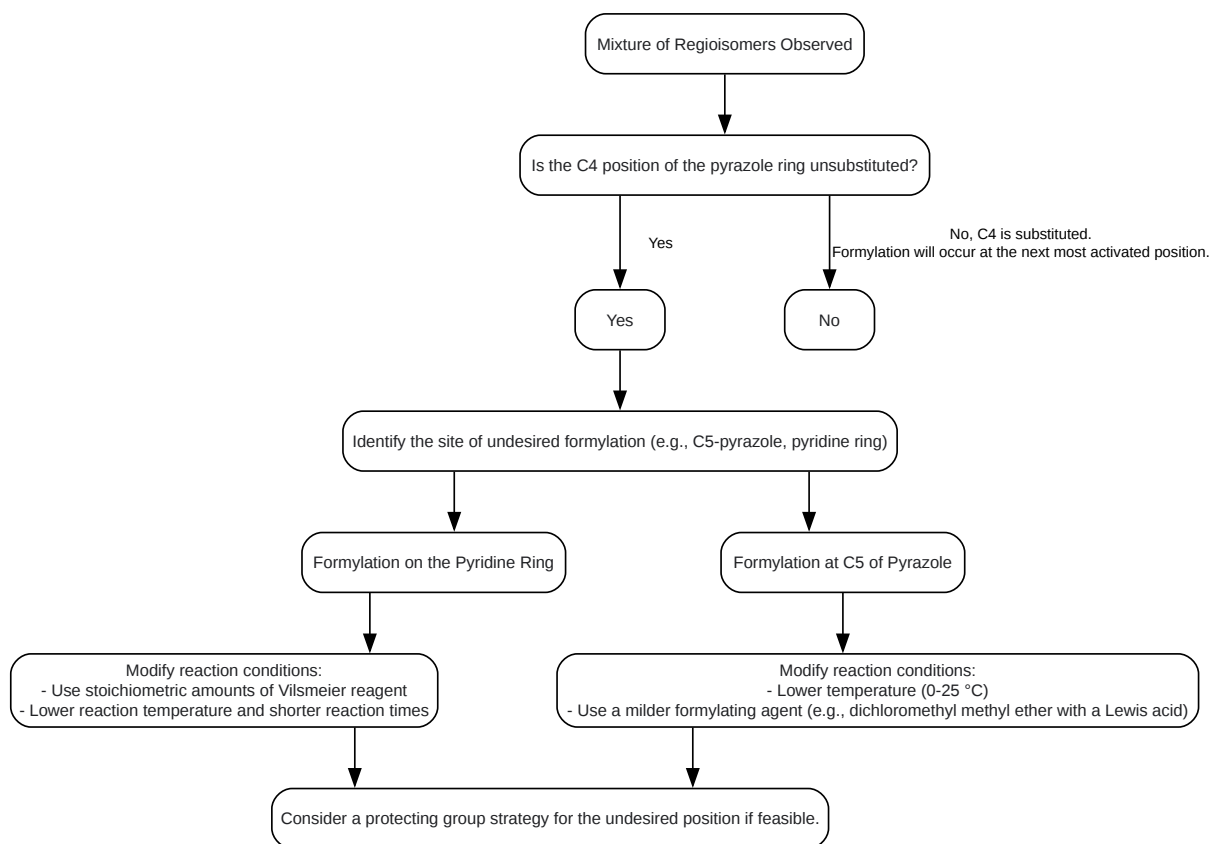 Mixture of Regioisomers Observed
Is the C4 position of the pyrazole ring unsubstituted?
Yes
No, C4 is substituted.
Formylation will occur at the next most activated position.
Yes
No
Identify the site of undesired formylation (e.g., C5-pyrazole, pyridine ring)
Formylation on the Pyridine Ring
Formylation at C5 of Pyrazole
Modify reaction conditions:
- Use stoichiometric amounts of Vilsmeier reagent
- Lower reaction temperature and shorter reaction times
Modify reaction conditions:
- Lower temperature (0-25 °C)
- Use a milder formylating agent (e.g., dichloromethyl methyl ether with a Lewis acid)
Consider a protecting group strategy for the undesired position if feasible.